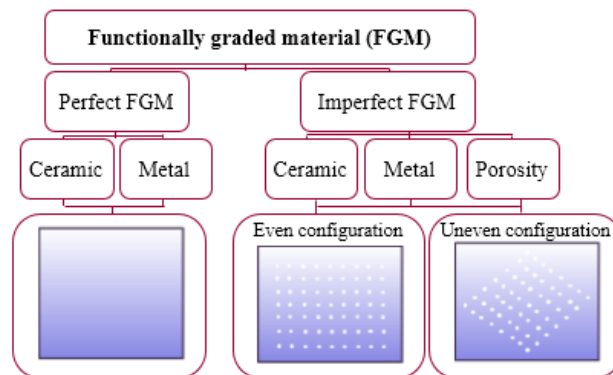 Functionally graded material (FGM)
Perfect FGM
Imperfect FGM
Ceramic
Metal
Ceramic
Metal
Porosity
Even configuration
Uneven configuration